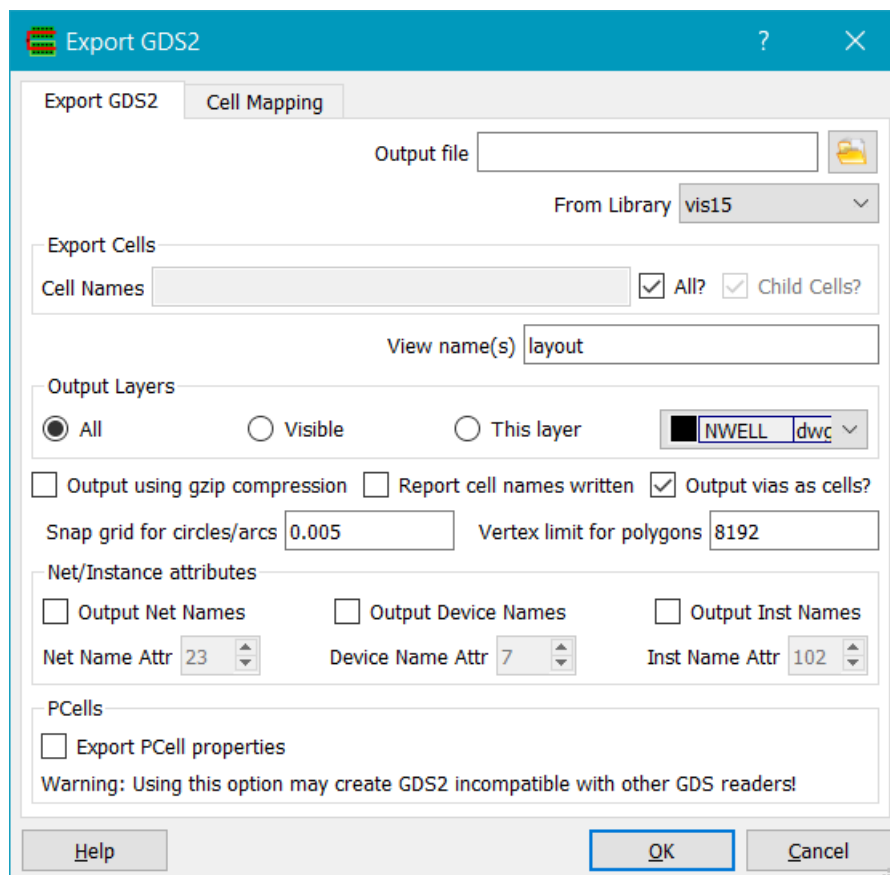 Export GDS2 ?
Export GDS2 Cell Mapping
Output file
From Library vis15
Export Cells
Cell Names All? Child Cells?
View name(s) layout
Output Layers
All Visible This layer NWELL dwg
Output using gzip compression Report cell names written Output vias as cells?
Snap grid for circles/arcs 0.005 Vertex limit for polygons 8192
Net/Instance attributes
Output Net Names Output Device Names Output Inst Names
Net Name Attr 23 Device Name Attr 7 Inst Name Attr 102
PCells
Export PCell properties
Warning: Using this option may create GDS2 incompatible with other GDS readers!
Help OK Cancel